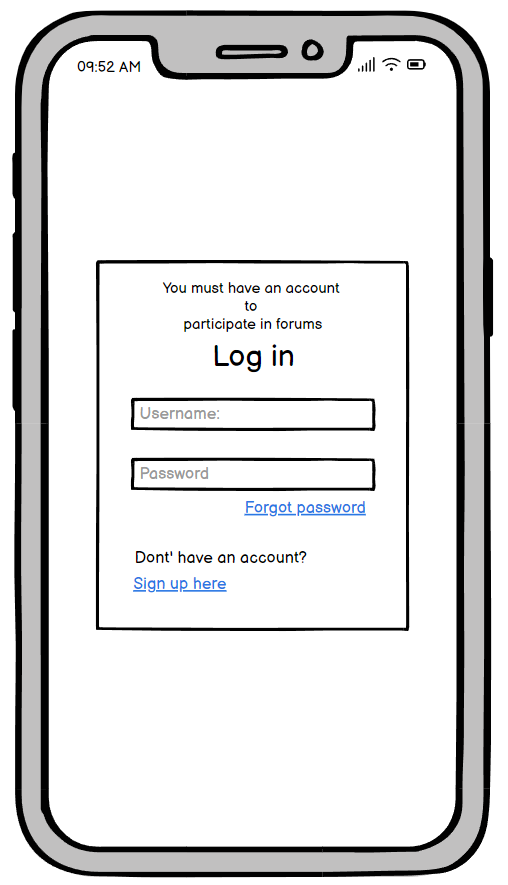 09:52 AM
You must have an account
to
participate in forums
Log in
Username:
Password
Forgot password
Dont' have an account?
Sign up here